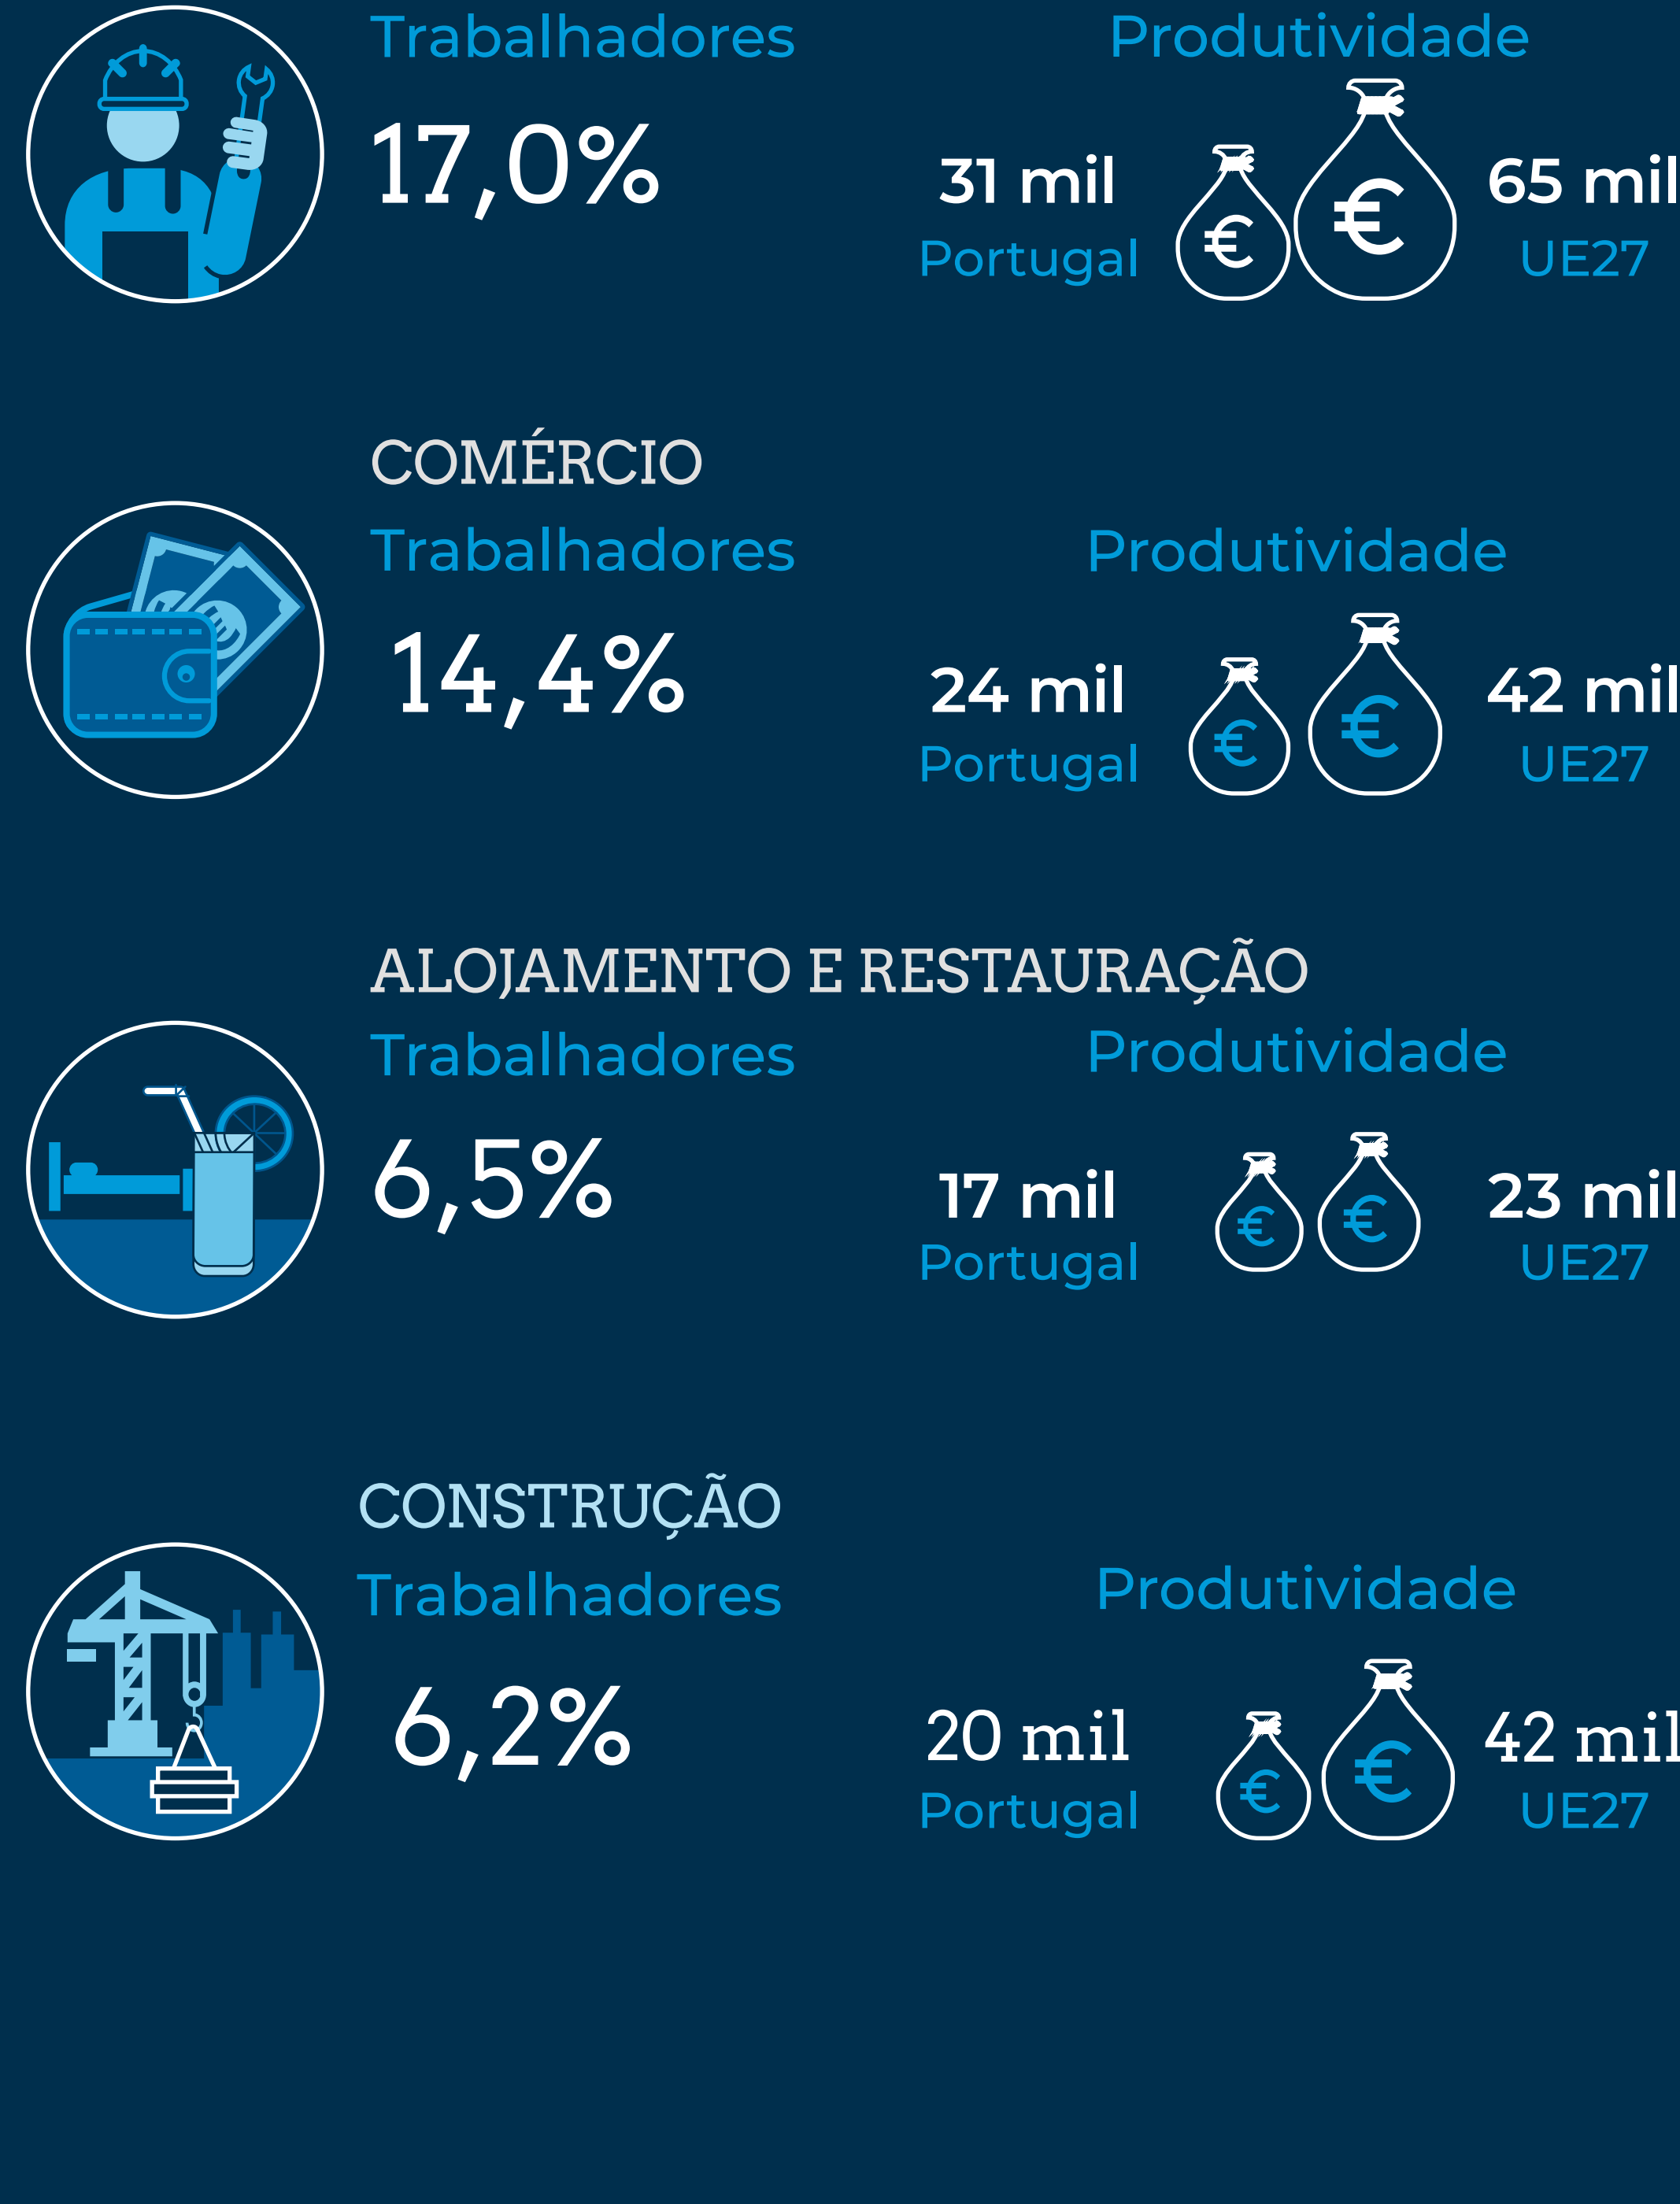 Trabalhadores
Produtividade
17,0%
31 mil
Portugal
65 mil
UE27
COMÉRCIO
Trabalhadores
Produtividade
14,4%
24 mil
Portugal
42 mil
UE27
ALOJAMENTO E RESTAURAÇÃO
Trabalhadores
Produtividade
6,5%
17 mil
Portugal
23 mil
UE27
CONSTRUÇÃO
Trabalhadores
Produtividade
6,2%
20 mil
Portugal
42 mil
UE27